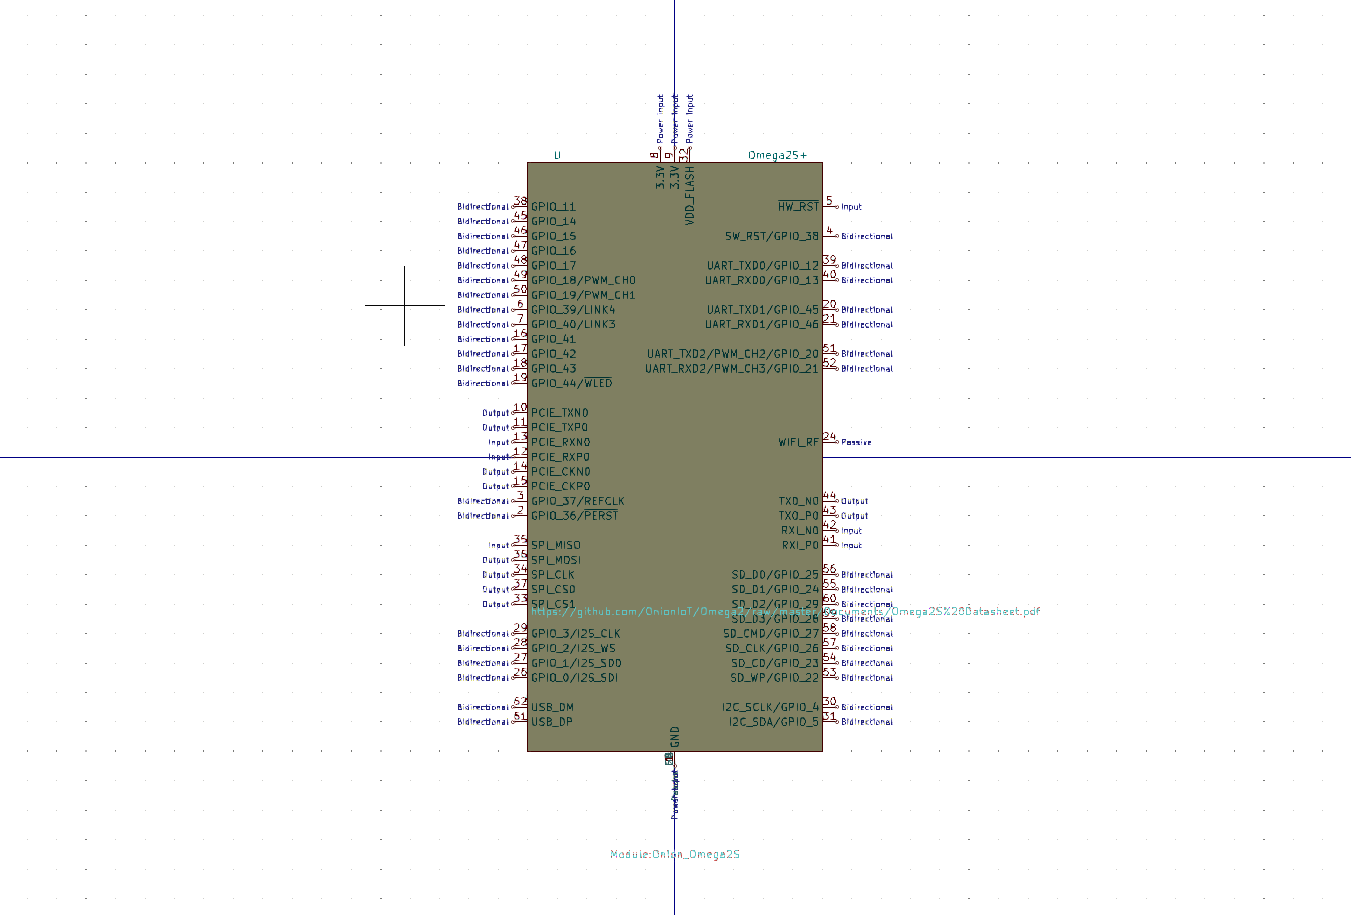 Power Input Power Input Power Input
8 9 32
U Omega2S+
3.3V 3.3V VDD_FLASH
Bidirectional 38 GPIO_11 HW_RST 5 Input
Bidirectional 45 GPIO_14
Bidirectional 46 GPIO_15 SW_RST/GPIO_38 4 Bidirectional
Bidirectional 47 GPIO_16
Bidirectional 48 GPIO_17 UART_TXD0/GPIO_12 39 Bidirectional
Bidirectional 49 GPIO_18/PWM_CH0 UART_RXD0/GPIO_13 40 Bidirectional
Bidirectional 50 GPIO_19/PWM_CH1
Bidirectional 6 GPIO_39/LINK4 UART_TXD1/GPIO_45 20 Bidirectional
Bidirectional 7 GPIO_40/LINK3 UART_RXD1/GPIO_46 21 Bidirectional
Bidirectional 16 GPIO_41
Bidirectional 17 GPIO_42 UART_TXD2/PWM_CH2/GPIO_20 51 Bidirectional
Bidirectional 18 GPIO_43 UART_RXD2/PWM_CH3/GPIO_21 52 Bidirectional
Bidirectional 19 GPIO_44/WLED
Output 10 PCIE_TXN0
Output 11 PCIE_TXP0
Input 13 PCIE_RXN0 WIFI_RF 24 Passive
Input 12 PCIE_RXP0
Output 14 PCIE_CKN0
Output 15 PCIE_CKP0
Bidirectional 3 GPIO_37/REFCLK TXO_N0 44 Output
Bidirectional 2 GPIO_36/PERST TXO_P0 43 Output
RXI_N0 42 Input
Input 35 SPI_MISO RXI_P0 41 Input
Output 36 SPI_MOSI
Output 34 SPI_CLK SD_D0/GPIO_25 56 Bidirectional
Output 37 SPI_CS0 SD_D1/GPIO_24 55 Bidirectional
Output 33 SPI_CS1 SD_D2/GPIO_29 60 Bidirectional
https://github.com/OnionIoT/Omega2/raw/master/Documents/Omega2S%20Datasheet.pdf
SD_D3/GPIO_28 59 Bidirectional
Bidirectional 29 GPIO_3/I2S_CLK SD_CMD/GPIO_27 58 Bidirectional
Bidirectional 28 GPIO_2/I2S_WS SD_CLK/GPIO_26 57 Bidirectional
Bidirectional 27 GPIO_1/I2S_SDO SD_CD/GPIO_23 54 Bidirectional
Bidirectional 26 GPIO_0/I2S_SDI SD_WP/GPIO_22 53 Bidirectional
Bidirectional 62 USB_DM I2C_SCLK/GPIO_4 30 Bidirectional
Bidirectional 61 USB_DP I2C_SDA/GPIO_5 31 Bidirectional
GND
Module:Onion_Omega2S